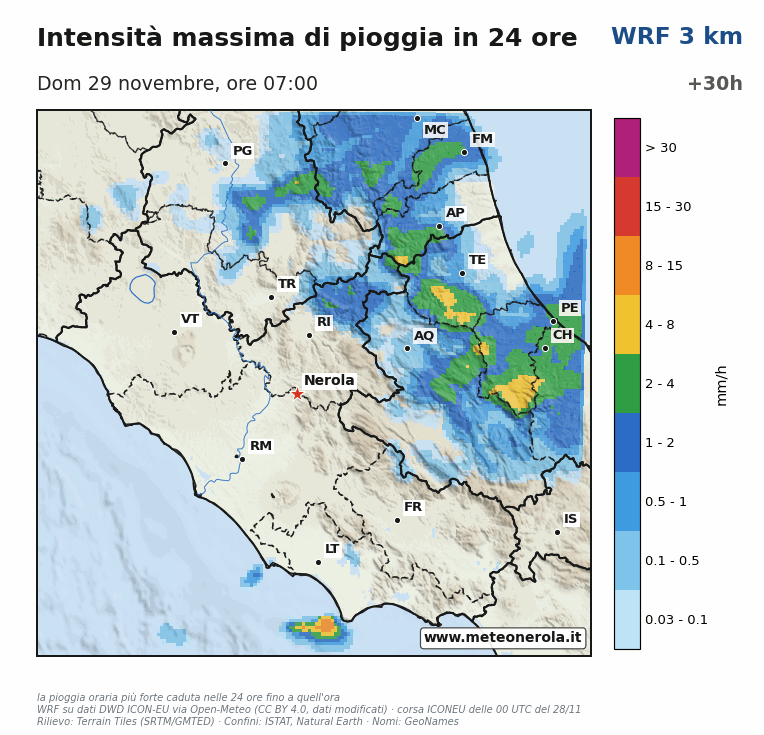 Intensità massima di pioggia in 24 ore WRF 3 km
Dom 29 novembre, ore 07:00 +30h
MC
FM
PG
AP
TE
TR
PE
VT
RI
AQ
CH
Nerola
RM
FR
IS
LT
www.meteonerola.it
> 30
15 - 30
8 - 15
4 - 8
2 - 4
1 - 2
0.5 - 1
0.1 - 0.5
0.03 - 0.1
mm/h
la pioggia oraria più forte caduta nelle 24 ore fino a quell'ora
WRF su dati DWD ICON-EU via Open-Meteo (CC BY 4.0, dati modificati) · corsa ICONEU delle 00 UTC del 28/11
Rilievo: Terrain Tiles (SRTM/GMTED) · Confini: ISTAT, Natural Earth · Nomi: GeoNames